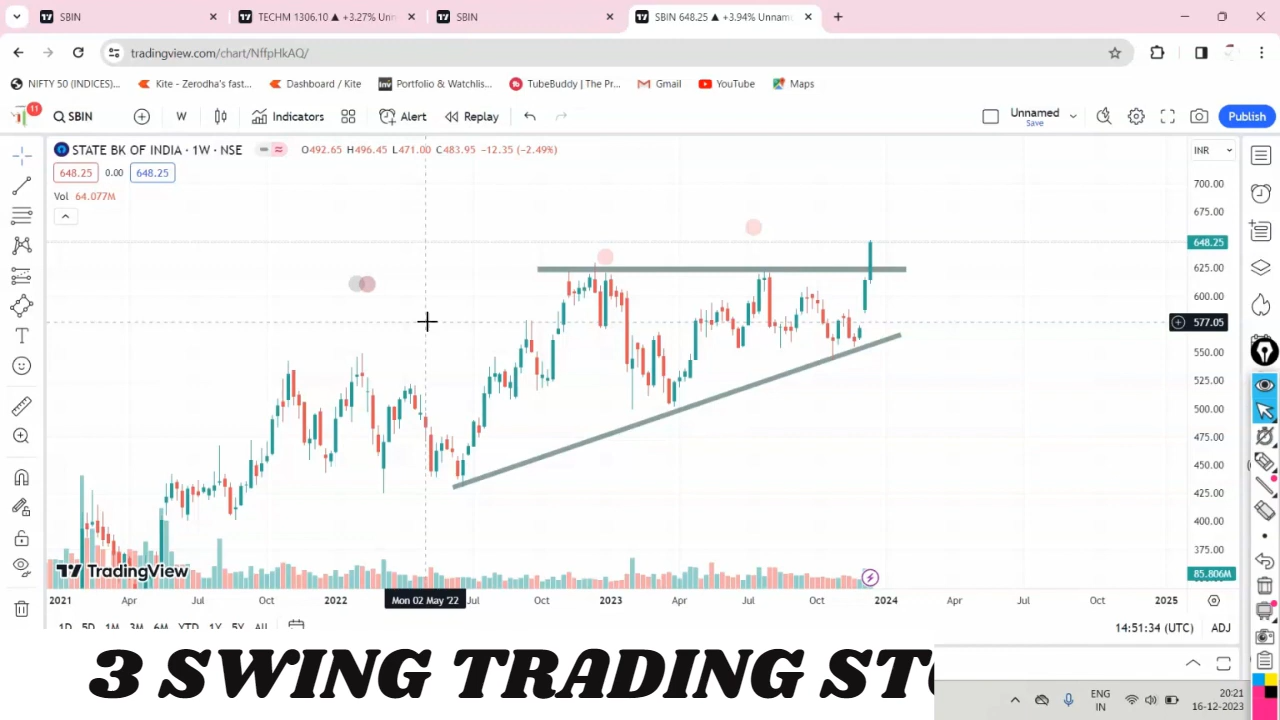 SBIN
TECHM 1306.10 ▲ +3.27% Unn
SBIN
SBIN 648.25 ▲ +3.94% Unnam
tradingview.com/chart/NffpHkAQ/
NIFTY 50 (INDICES)...
Kite - Zerodha's fast...
Dashboard / Kite
Inv
Portfolio & Watchlis...
TubeBuddy | The Pr...
Gmail
YouTube
Maps
11
SBIN
W
Indicators
Alert
Replay
Unnamed
Save
Publish
STATE BK OF INDIA · 1W · NSE
O492.65 H496.45 L471.00 C483.95 −12.35 (−2.49%)
INR
648.25 0.00 648.25
Vol 64.077M
700.00
675.00
648.25
625.00
600.00
577.05
550.00
525.00
500.00
475.00
450.00
425.00
400.00
375.00
85.806M
TradingView
2021 Apr Jul Oct 2022 Mon 02 May '22 Jul Oct 2023 Apr Jul Oct 2024 Apr Jul Oct 2025
1D 5D 1M 3M 6M YTD 1Y 5Y All
14:51:34 (UTC) ADJ
3 SWING TRADING
ENG
IN
20:21
16-12-2023